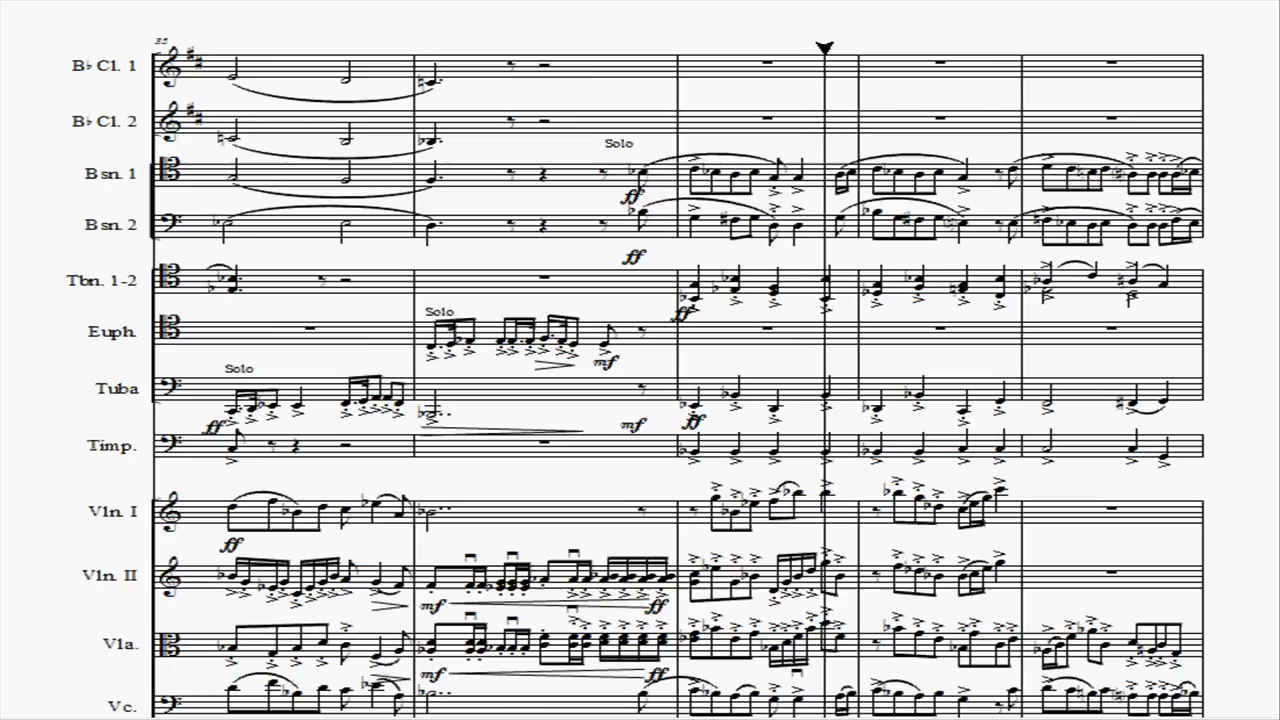 85
B♭ Cl. 1
B♭ Cl. 2
Solo
Bsn. 1
ff
Bsn. 2
ff
Tbn. 1-2
ff
Solo
Euph.
mf
Solo
Tuba
ff
mf
ff
Timp.
Vln. I
ff
Vln. II
mf
ff
Vla.
mf
ff
Vc.